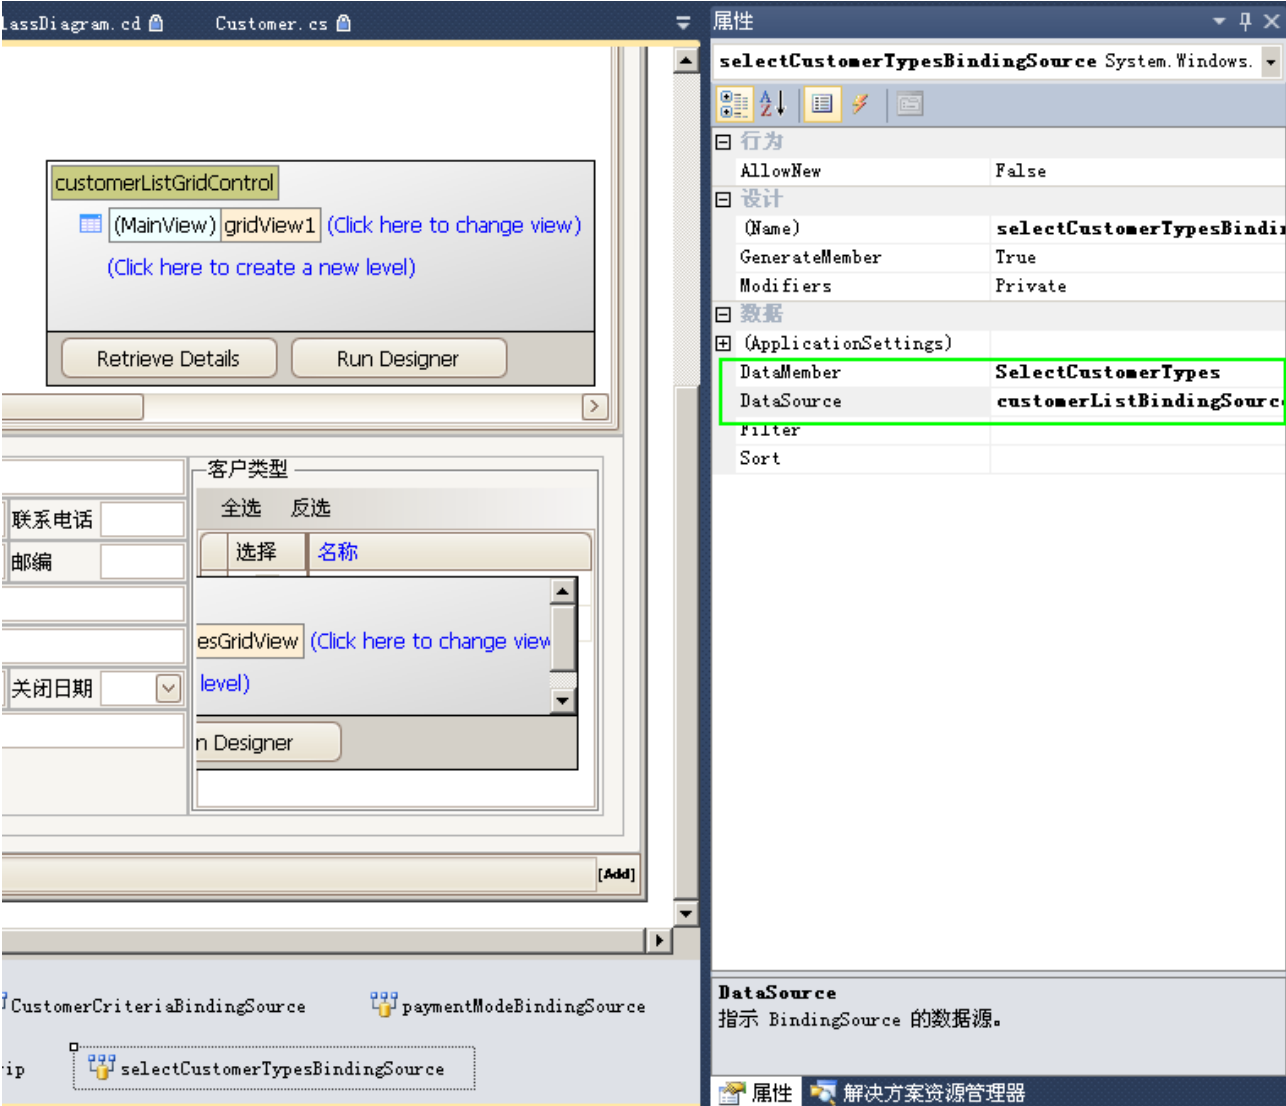 lassDiagram.cd Customer.cs
customerListGridControl
(MainView) gridView1 (Click here to change view)
(Click here to create a new level)
Retrieve Details Run Designer
客户类型
全选 反选
联系电话
选择 名称
邮编
esGridView (Click here to change view
level)
关闭日期
n Designer
[Add]
CustomerCriteriaBindingSource paymentModeBindingSource
rip selectCustomerTypesBindingSource
属性
selectCustomerTypesBindingSource System.Windows.
行为
AllowNew False
设计
(Name) selectCustomerTypesBindin
GenerateMember True
Modifiers Private
数据
(ApplicationSettings)
DataMember SelectCustomerTypes
DataSource customerListBindingSourc
Filter
Sort
DataSource
指示 BindingSource 的数据源。
属性 解决方案资源管理器